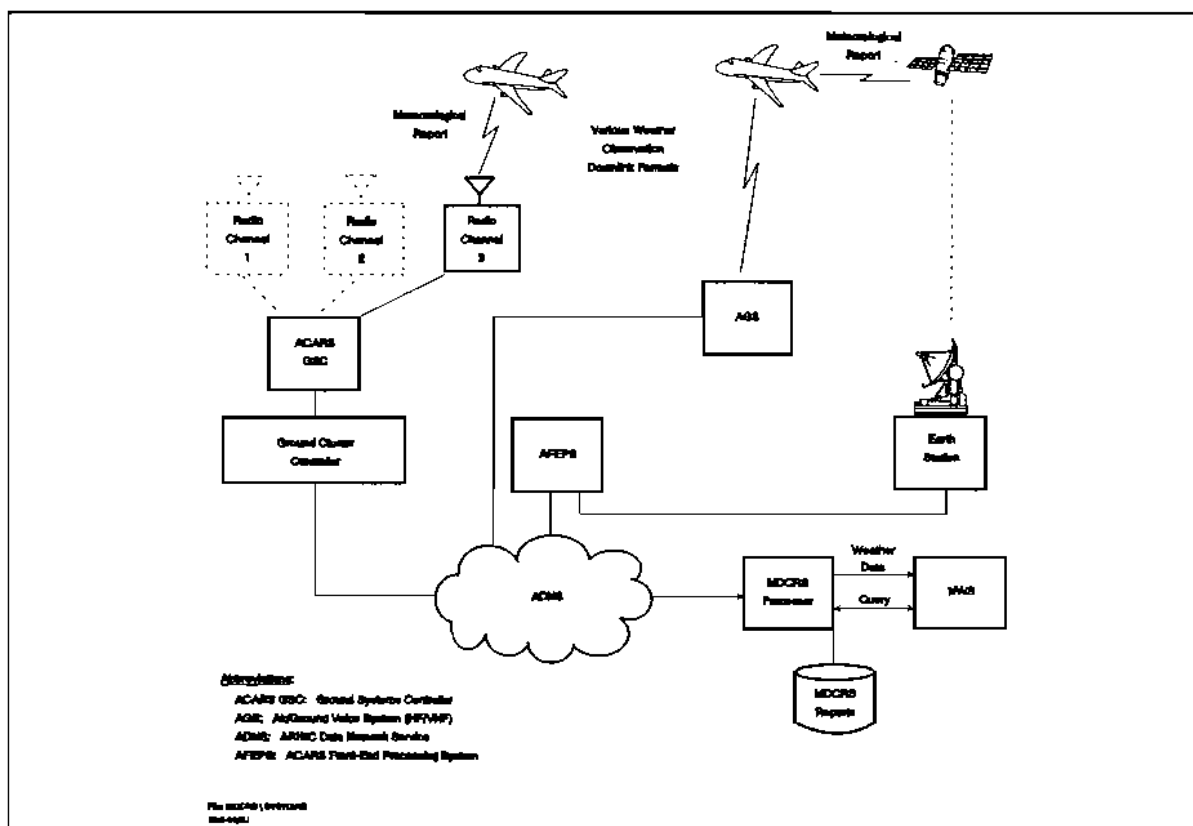 Meteorological
Report
Meteorological
Report
Various Weather
Observation
Downlink Formats
Radio
Channel
1
Radio
Channel
2
Radio
Channel
3
ACARS
GSC
AGS
Ground Cluster
Controller
AFEPS
Earth
Station
ADNS
MDCRS
Processor
Weather
Data
Query
MDCRS
Reports
Abbreviations:
ACARS GSC: Ground Systems Controller
AGS: Air/Ground Voice System (HF/VHF)
ADNS: ARINC Data Network Service
AFEPS: ACARS Front-End Processing System